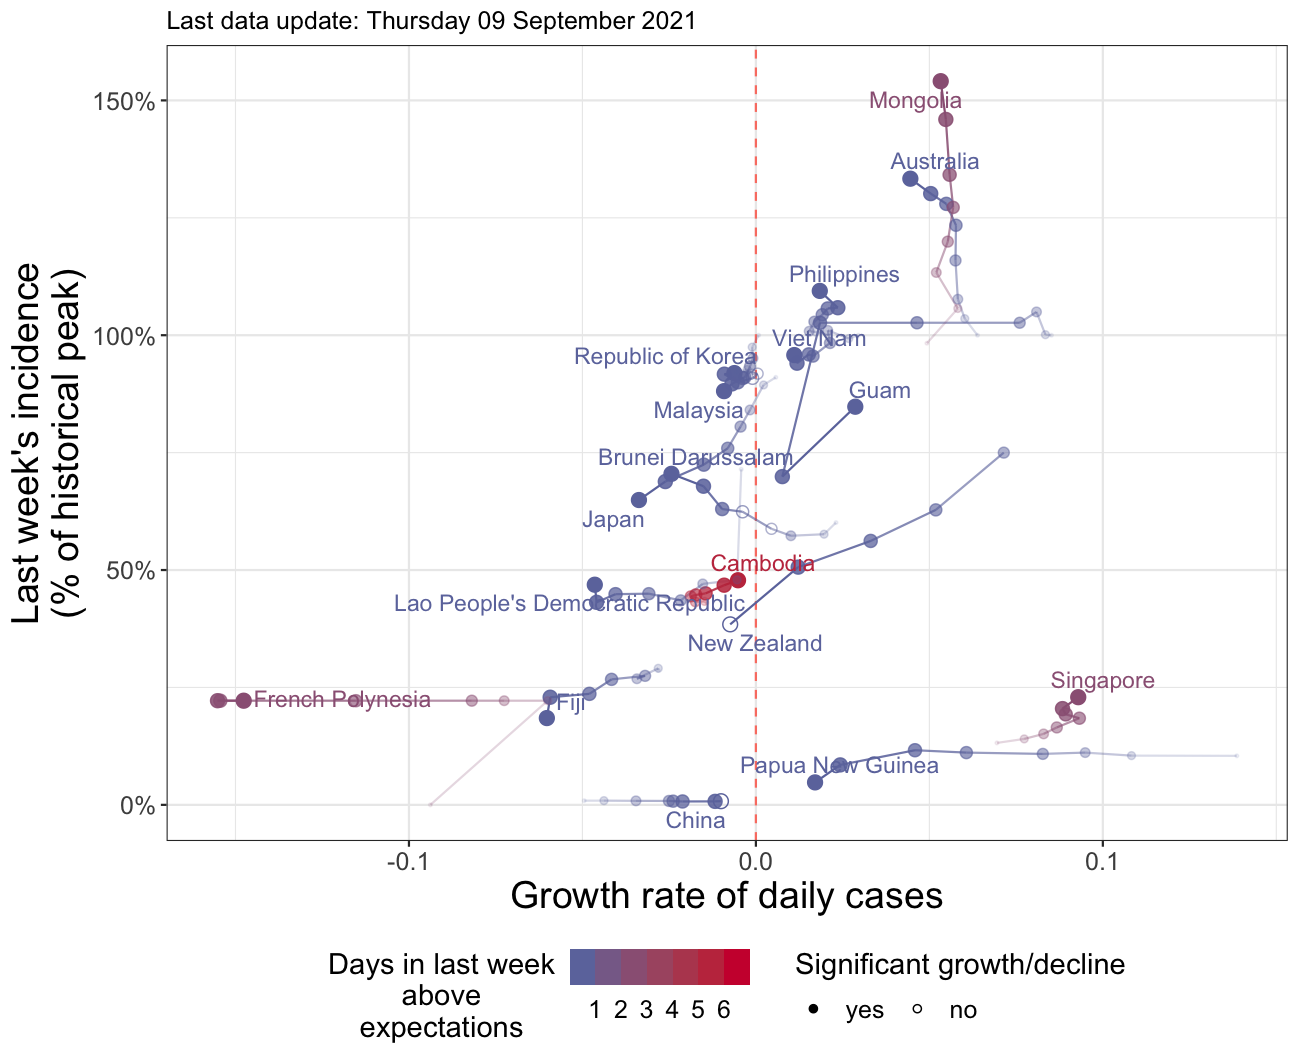 Last data update: Thursday 09 September 2021
Last week's incidence
(% of historical peak)
150%
100%
50%
0%
Mongolia
Australia
Philippines
Viet Nam
Republic of Korea
Guam
Malaysia
Brunei Darussalam
Japan
Cambodia
Lao People's Democratic Republic
New Zealand
Singapore
French Polynesia
Fiji
Papua New Guinea
China
-0.1
0.0
0.1
Growth rate of daily cases
Days in last week
above
expectations
1 2 3 4 5 6
Significant growth/decline
yes no